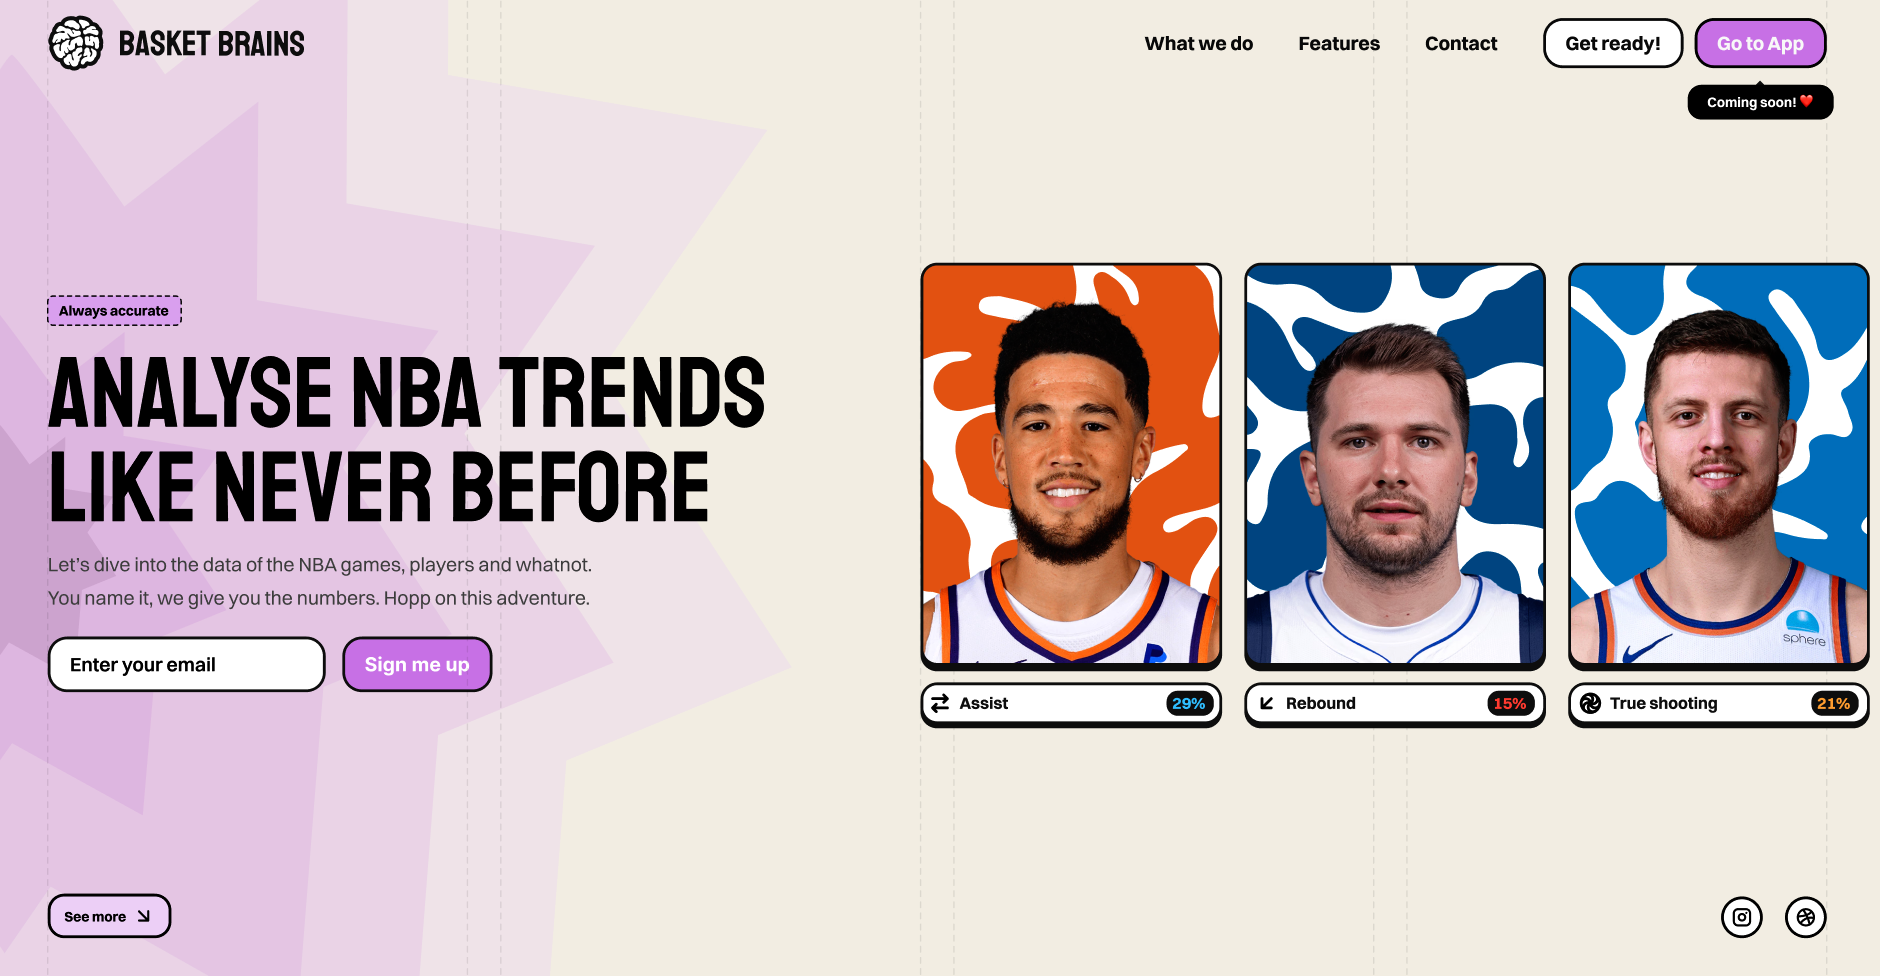 BASKET BRAINS
What we do
Features
Contact
Get ready!
Go to App
Coming soon! ❤️
Always accurate
ANALYSE NBA TRENDS
LIKE NEVER BEFORE
Let's dive into the data of the NBA games, players and whatnot.
You name it, we give you the numbers. Hopp on this adventure.
Enter your email
Sign me up
sphere
Assist
29%
Rebound
15%
True shooting
21%
See more